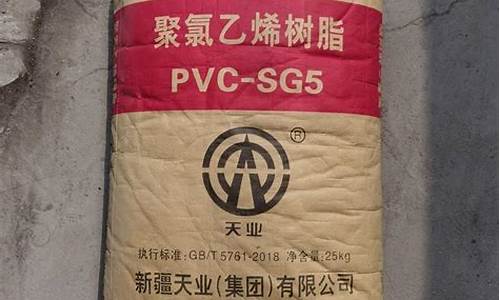 聚氯乙烯树脂
PVC-SG5
®
天业
执行标准:GB/T 5761-2018 净含量:25kg
新疆天业(集团)有限公司